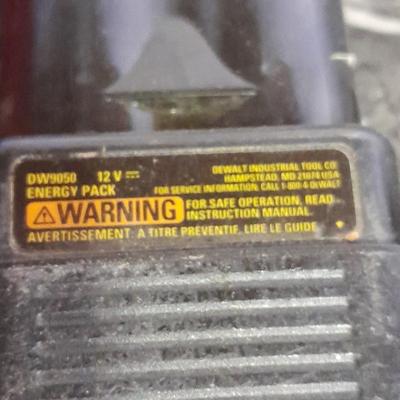 DW9050 12 V DEWALT INDUSTRIAL TOOL CO
HAMPSTEAD, MD 21074 USA
ENERGY PACK FOR SERVICE INFORMATION, CALL 1-800-4-DEWALT
WARNING FOR SAFE OPERATION, READ
INSTRUCTION MANUAL.
AVERTISSEMENT: A TITRE PREVENTIF, LIRE LE GUIDE